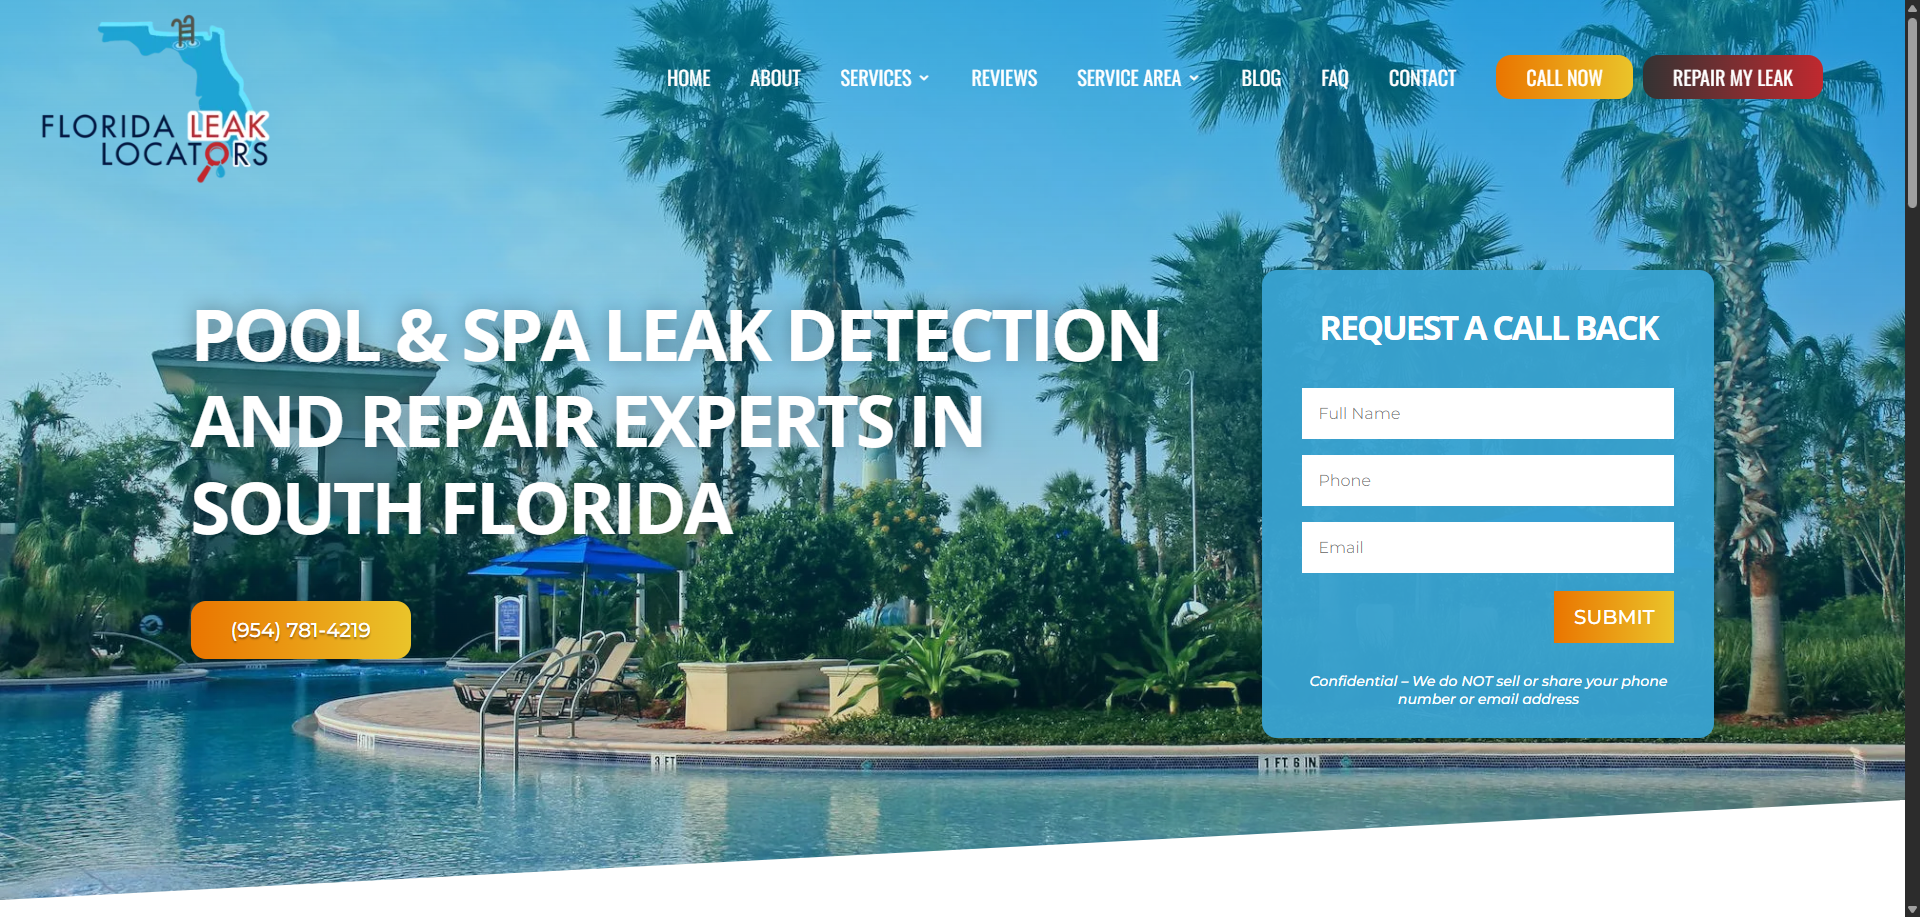 FLORIDA LEAK
LOCATORS
HOME ABOUT SERVICES REVIEWS SERVICE AREA BLOG FAQ CONTACT CALL NOW REPAIR MY LEAK
POOL & SPA LEAK DETECTION
AND REPAIR EXPERTS IN
SOUTH FLORIDA
(954) 781-4219
REQUEST A CALL BACK
Full Name
Phone
Email
SUBMIT
Confidential – We do NOT sell or share your phone
number or email address
3 FT
1 FT 6 IN